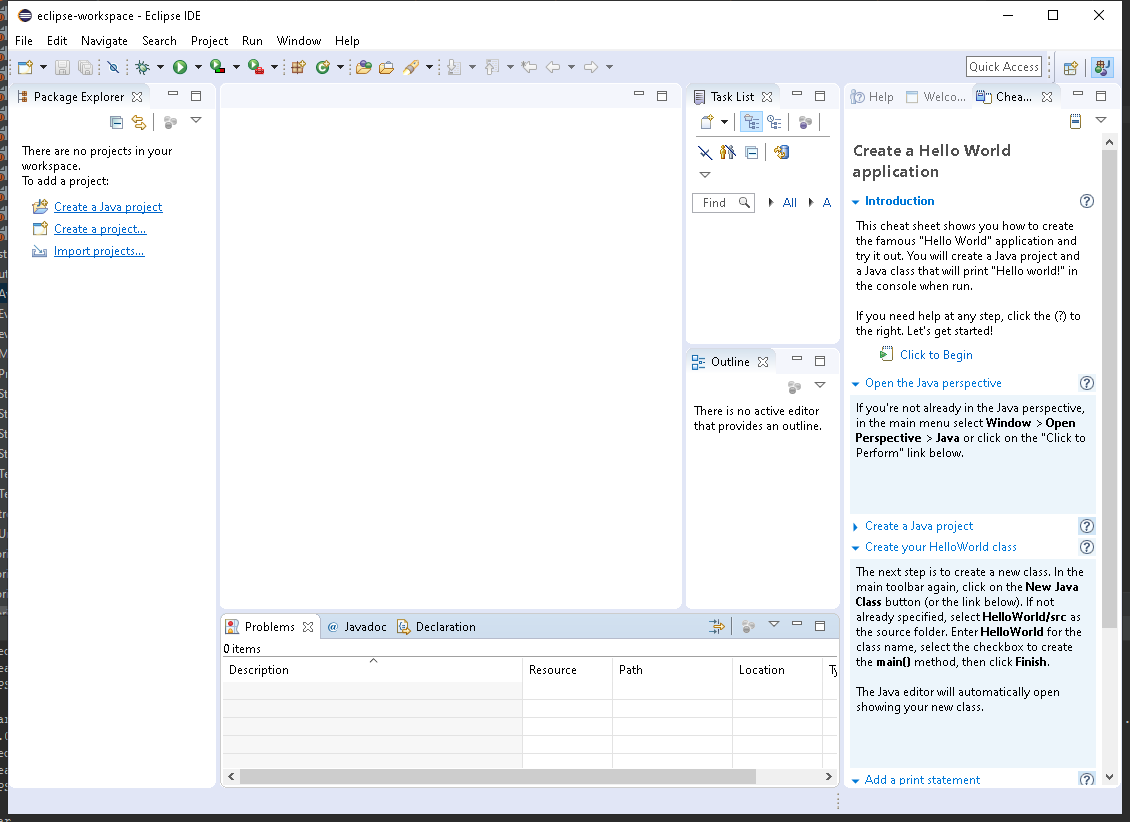 eclipse-workspace - Eclipse IDE
File Edit Navigate Search Project Run Window Help
Quick Access
Package Explorer
There are no projects in your
workspace.
To add a project:
Create a Java project
Create a project...
Import projects...
Task List
Find All A
Outline
There is no active editor
that provides an outline.
Help Welco... Chea...
Create a Hello World
application
Introduction
This cheat sheet shows you how to create
the famous "Hello World" application and
try it out. You will create a Java project and
a Java class that will print "Hello world!" in
the console when run.
If you need help at any step, click the (?) to
the right. Let's get started!
Click to Begin
Open the Java perspective
If you're not already in the Java perspective,
in the main menu select Window > Open
Perspective > Java or click on the "Click to
Perform" link below.
Create a Java project
Create your HelloWorld class
The next step is to create a new class. In the
main toolbar again, click on the New Java
Class button (or the link below). If not
already specified, select HelloWorld/src as
the source folder. Enter HelloWorld for the
class name, select the checkbox to create
the main() method, then click Finish.
The Java editor will automatically open
showing your new class.
Add a print statement
Problems @ Javadoc Declaration
0 items
Description Resource Path Location Ty